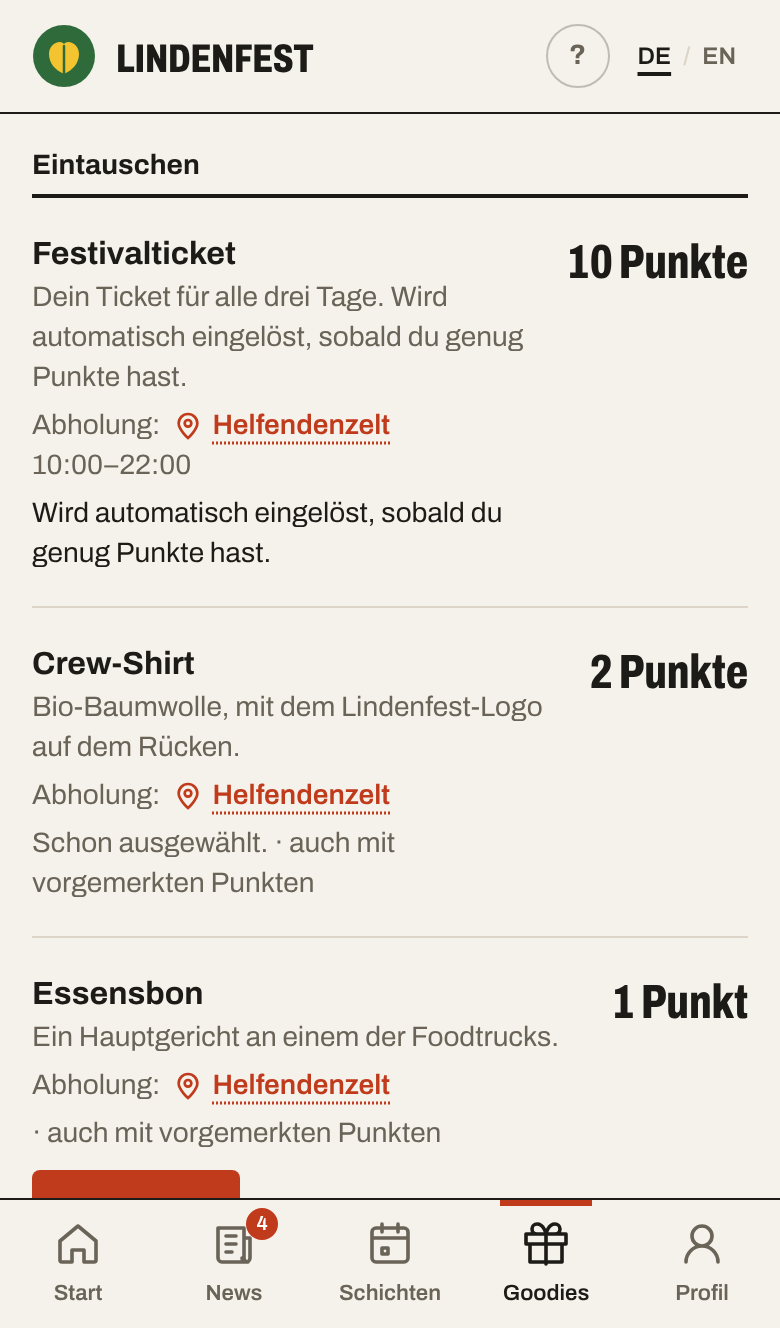 LINDENFEST
?
DE / EN
Eintauschen
Festivalticket
10 Punkte
Dein Ticket für alle drei Tage. Wird
automatisch eingelöst, sobald du genug
Punkte hast.
Abholung: Helfendenzelt
10:00–22:00
Wird automatisch eingelöst, sobald du
genug Punkte hast.
Crew-Shirt
2 Punkte
Bio-Baumwolle, mit dem Lindenfest-Logo
auf dem Rücken.
Abholung: Helfendenzelt
Schon ausgewählt. · auch mit
vorgemerkten Punkten
Essensbon
1 Punkt
Ein Hauptgericht an einem der Foodtrucks.
Abholung: Helfendenzelt
· auch mit vorgemerkten Punkten
4
Start
News
Schichten
Goodies
Profil